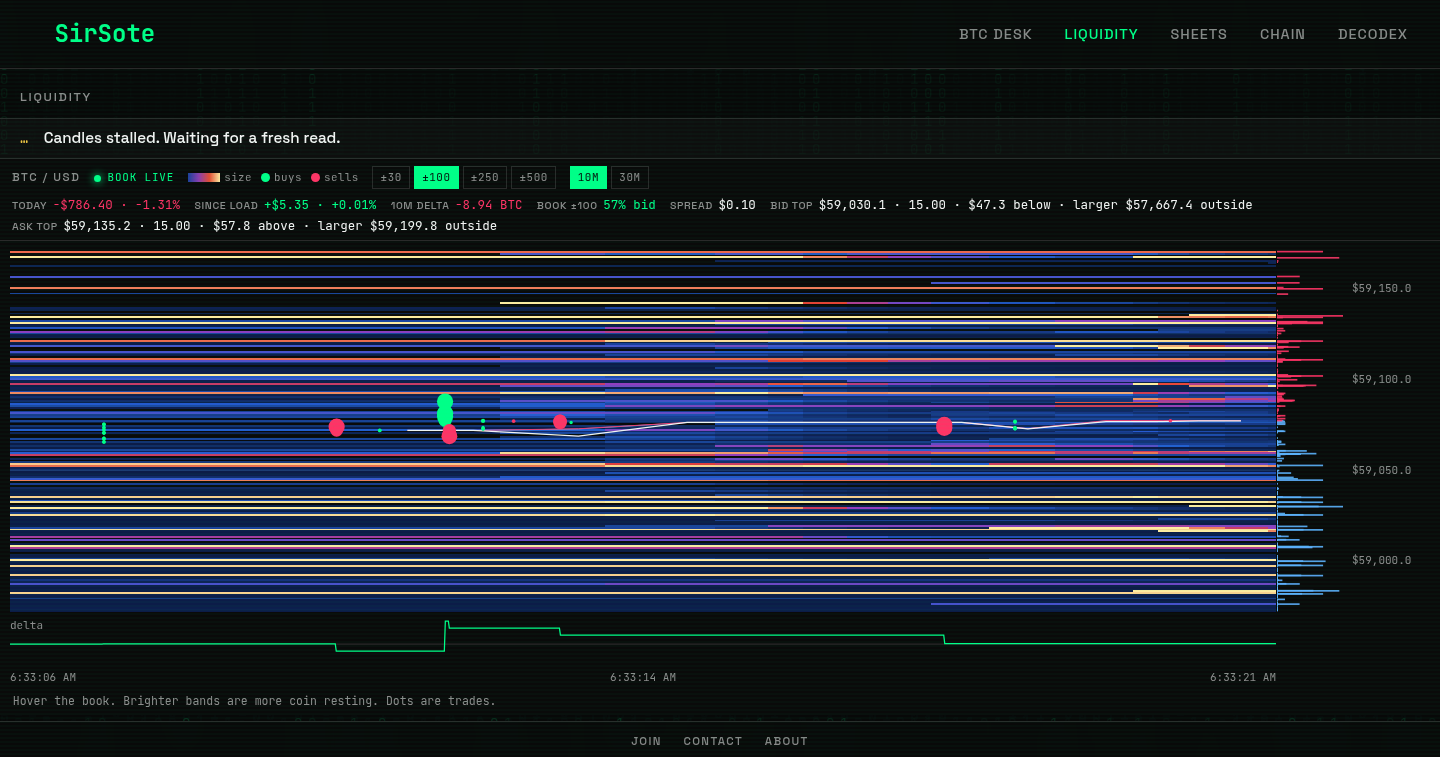 SirSote
BTC DESK LIQUIDITY SHEETS CHAIN DECODEX
LIQUIDITY
… Candles stalled. Waiting for a fresh read.
BTC / USD BOOK LIVE size buys sells ±30 ±100 ±250 ±500 10M 30M
TODAY -$786.40 · -1.31% SINCE LOAD +$5.35 · +0.01% 10M DELTA -8.94 BTC BOOK ±100 57% bid SPREAD $0.10 BID TOP $59,030.1 · 15.00 · $47.3 below · larger $57,667.4 outside
ASK TOP $59,135.2 · 15.00 · $57.8 above · larger $59,199.8 outside
$59,150.0
$59,100.0
$59,050.0
$59,000.0
delta
6:33:06 AM 6:33:14 AM 6:33:21 AM
Hover the book. Brighter bands are more coin resting. Dots are trades.
JOIN CONTACT ABOUT